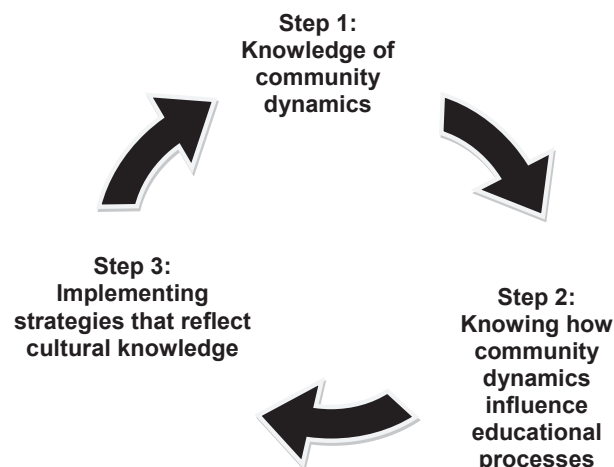 Step 1:
Knowledge of
community
dynamics
Step 2:
Knowing how
community
dynamics
influence
educational
processes
Step 3:
Implementing
strategies that reflect
cultural knowledge